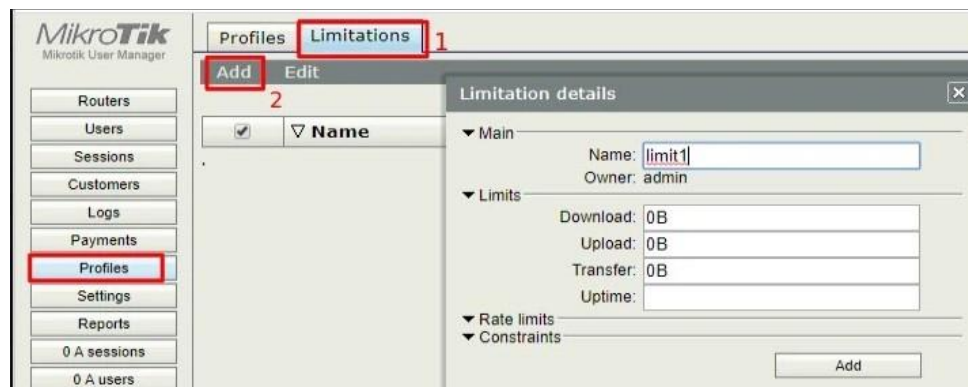 MikroTik
Mikrotik User Manager
Routers
Users
Sessions
Customers
Logs
Payments
Profiles
Settings
Reports
0 A sessions
0 A users
Profiles Limitations 1
Add Edit
2
▽ Name
.
Limitation details
▼ Main
Name: limit1
Owner: admin
▼ Limits
Download: 0B
Upload: 0B
Transfer: 0B
Uptime:
▼ Rate limits
▼ Constraints
Add